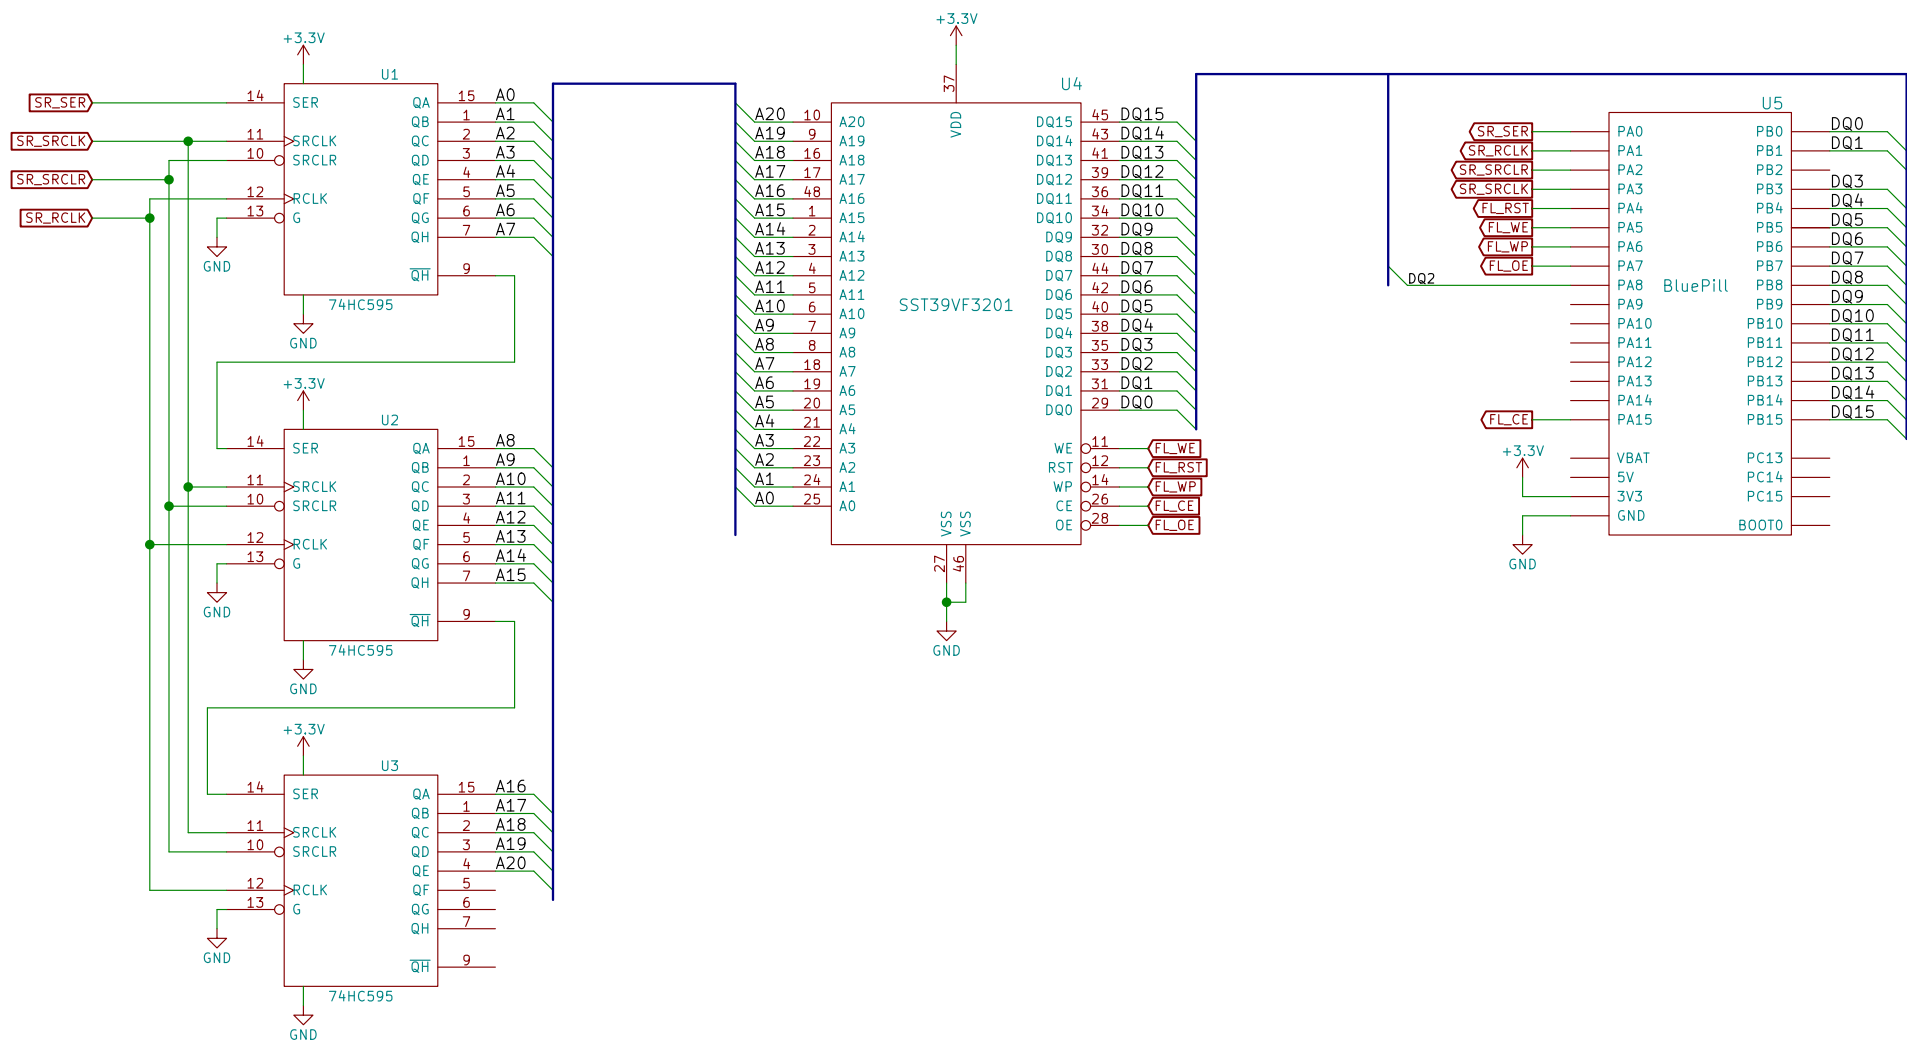 +3.3V
U1
SR_SER
SR_SRCLK
SR_SRCLR
SR_RCLK
14 SER QA 15 A0
QB 1 A1
11 SRCLK QC 2 A2
10 SRCLR QD 3 A3
QE 4 A4
12 RCLK QF 5 A5
13 G QG 6 A6
QH 7 A7
QH 9
GND
74HC595
GND
+3.3V
U2
14 SER QA 15 A8
QB 1 A9
11 SRCLK QC 2 A10
10 SRCLR QD 3 A11
QE 4 A12
12 RCLK QF 5 A13
13 G QG 6 A14
QH 7 A15
GND
QH 9
74HC595
GND
+3.3V
U3
14 SER QA 15 A16
QB 1 A17
11 SRCLK QC 2 A18
10 SRCLR QD 3 A19
QE 4 A20
12 RCLK QF 5
13 G QG 6
QH 7
GND
QH 9
74HC595
GND
+3.3V
37
VDD
U4
A20 10 A20 DQ15 45 DQ15
A19 9 A19 DQ14 43 DQ14
A18 16 A18 DQ13 41 DQ13
A17 17 A17 DQ12 39 DQ12
A16 48 A16 DQ11 36 DQ11
A15 1 A15 DQ10 34 DQ10
A14 2 A14 DQ9 32 DQ9
A13 3 A13 DQ8 30 DQ8
A12 4 A12 DQ7 44 DQ7
A11 5 A11 DQ6 42 DQ6
SST39VF3201
A10 6 A10 DQ5 40 DQ5
A9 7 A9 DQ4 38 DQ4
A8 8 A8 DQ3 35 DQ3
A7 18 A7 DQ2 33 DQ2
A6 19 A6 DQ1 31 DQ1
A5 20 A5 DQ0 29 DQ0
A4 21 A4
A3 22 A3 WE 11 FL_WE
A2 23 A2 RST 12 FL_RST
A1 24 A1 WP 14 FL_WP
A0 25 A0 CE 26 FL_CE
OE 28 FL_OE
VSS VSS
27 46
GND
U5
SR_SER PA0 PB0 DQ0
SR_RCLK PA1 PB1 DQ1
SR_SRCLR PA2 PB2
SR_SRCLK PA3 PB3 DQ3
FL_RST PA4 PB4 DQ4
FL_WE PA5 PB5 DQ5
FL_WP PA6 PB6 DQ6
FL_OE PA7 PB7 DQ7
DQ2 PA8 BluePill PB8 DQ8
PA9 PB9 DQ9
PA10 PB10 DQ10
PA11 PB11 DQ11
PA12 PB12 DQ12
PA13 PB13 DQ13
PA14 PB14 DQ14
FL_CE PA15 PB15 DQ15
+3.3V
VBAT PC13
5V PC14
3V3 PC15
GND
BOOT0
GND